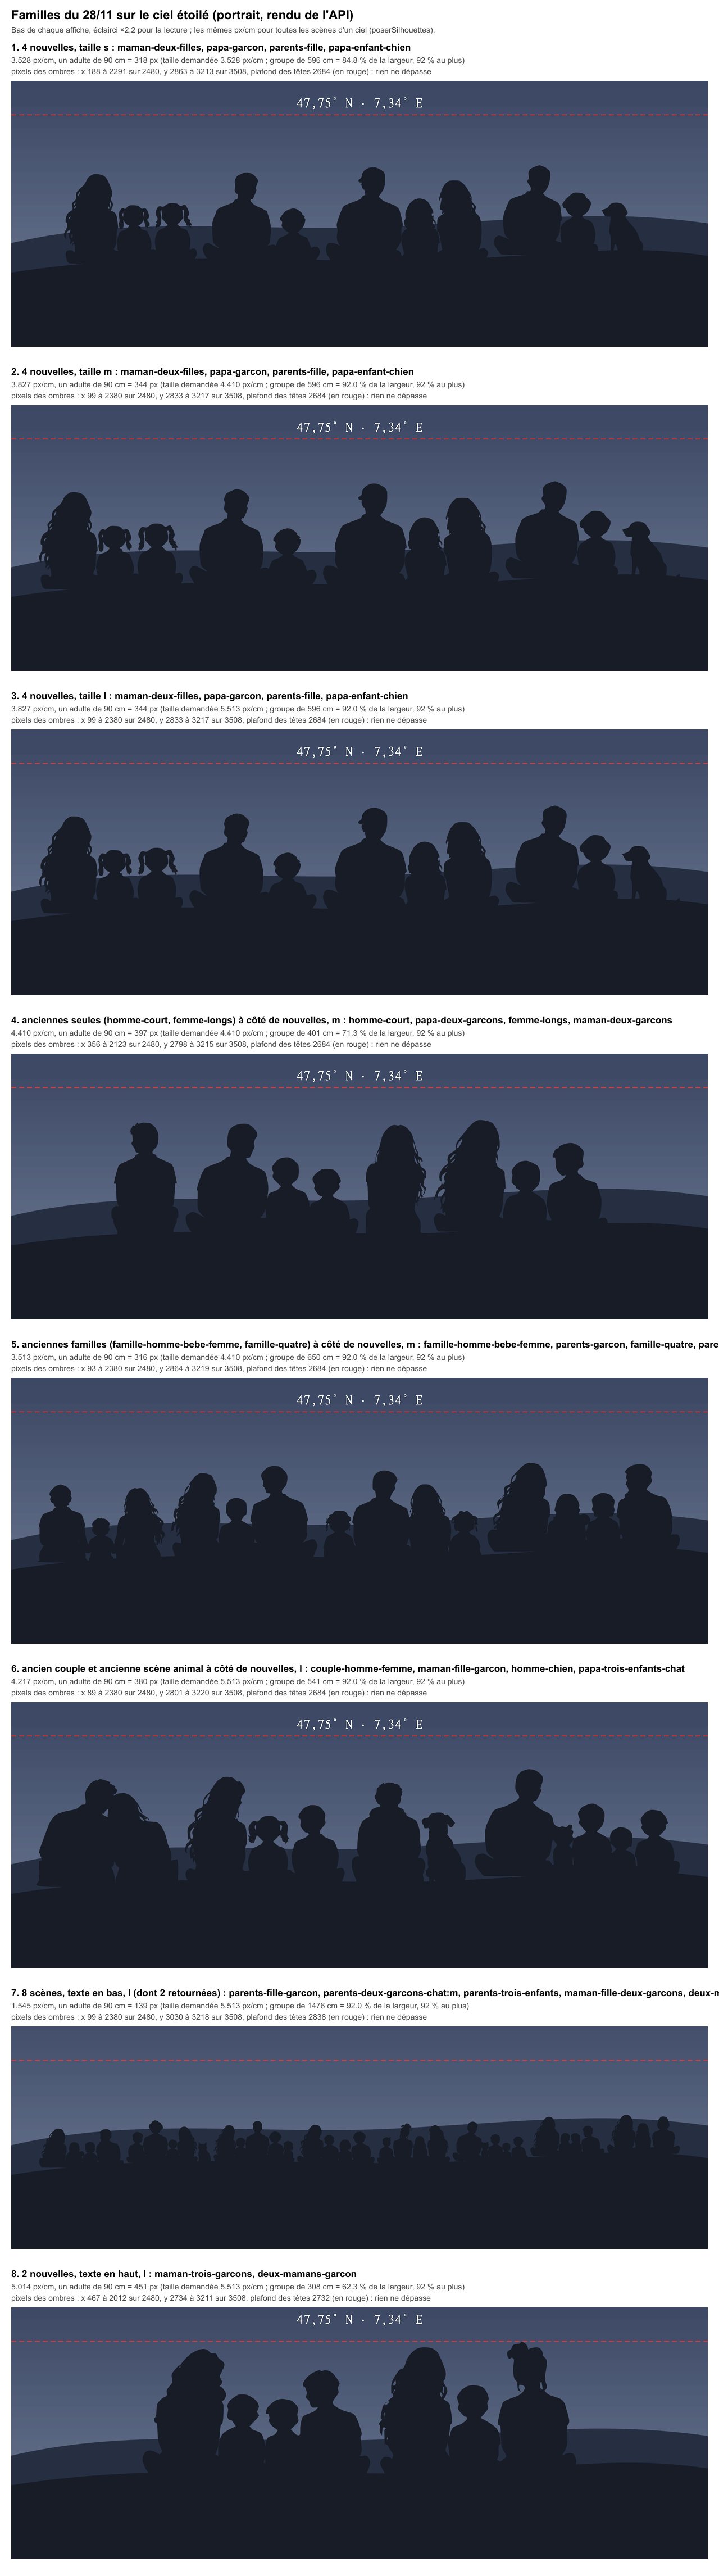 Familles du 28/11 sur le ciel étoilé (portrait, rendu de l'API)
Bas de chaque affiche, éclairci ×2,2 pour la lecture ; les mêmes px/cm pour toutes les scènes d'un ciel (poserSilhouettes).
1. 4 nouvelles, taille s : maman-deux-filles, papa-garcon, parents-fille, papa-enfant-chien
3.528 px/cm, un adulte de 90 cm = 318 px (taille demandée 3.528 px/cm ; groupe de 596 cm = 84.8 % de la largeur, 92 % au plus)
pixels des ombres : x 188 à 2291 sur 2480, y 2863 à 3213 sur 3508, plafond des têtes 2684 (en rouge) : rien ne dépasse
47,75° N · 7,34° E
2. 4 nouvelles, taille m : maman-deux-filles, papa-garcon, parents-fille, papa-enfant-chien
3.827 px/cm, un adulte de 90 cm = 344 px (taille demandée 4.410 px/cm ; groupe de 596 cm = 92.0 % de la largeur, 92 % au plus)
pixels des ombres : x 99 à 2380 sur 2480, y 2833 à 3217 sur 3508, plafond des têtes 2684 (en rouge) : rien ne dépasse
47,75° N · 7,34° E
3. 4 nouvelles, taille l : maman-deux-filles, papa-garcon, parents-fille, papa-enfant-chien
3.827 px/cm, un adulte de 90 cm = 344 px (taille demandée 5.513 px/cm ; groupe de 596 cm = 92.0 % de la largeur, 92 % au plus)
pixels des ombres : x 99 à 2380 sur 2480, y 2833 à 3217 sur 3508, plafond des têtes 2684 (en rouge) : rien ne dépasse
47,75° N · 7,34° E
4. anciennes seules (homme-court, femme-longs) à côté de nouvelles, m : homme-court, papa-deux-garcons, femme-longs, maman-deux-garcons
4.410 px/cm, un adulte de 90 cm = 397 px (taille demandée 4.410 px/cm ; groupe de 401 cm = 71.3 % de la largeur, 92 % au plus)
pixels des ombres : x 356 à 2123 sur 2480, y 2798 à 3215 sur 3508, plafond des têtes 2684 (en rouge) : rien ne dépasse
47,75° N · 7,34° E
5. anciennes familles (famille-homme-bebe-femme, famille-quatre) à côté de nouvelles, m : famille-homme-bebe-femme, parents-garcon, famille-quatre, pare
3.513 px/cm, un adulte de 90 cm = 316 px (taille demandée 4.410 px/cm ; groupe de 650 cm = 92.0 % de la largeur, 92 % au plus)
pixels des ombres : x 93 à 2380 sur 2480, y 2864 à 3219 sur 3508, plafond des têtes 2684 (en rouge) : rien ne dépasse
47,75° N · 7,34° E
6. ancien couple et ancienne scène animal à côté de nouvelles, l : couple-homme-femme, maman-fille-garcon, homme-chien, papa-trois-enfants-chat
4.217 px/cm, un adulte de 90 cm = 380 px (taille demandée 5.513 px/cm ; groupe de 541 cm = 92.0 % de la largeur, 92 % au plus)
pixels des ombres : x 89 à 2380 sur 2480, y 2801 à 3220 sur 3508, plafond des têtes 2684 (en rouge) : rien ne dépasse
47,75° N · 7,34° E
7. 8 scènes, texte en bas, l (dont 2 retournées) : parents-fille-garcon, parents-deux-garcons-chat:m, parents-trois-enfants, maman-fille-deux-garcons, deux-m
1.545 px/cm, un adulte de 90 cm = 139 px (taille demandée 5.513 px/cm ; groupe de 1476 cm = 92.0 % de la largeur, 92 % au plus)
pixels des ombres : x 99 à 2380 sur 2480, y 3030 à 3218 sur 3508, plafond des têtes 2838 (en rouge) : rien ne dépasse
8. 2 nouvelles, texte en haut, l : maman-trois-garcons, deux-mamans-garcon
5.014 px/cm, un adulte de 90 cm = 451 px (taille demandée 5.513 px/cm ; groupe de 308 cm = 62.3 % de la largeur, 92 % au plus)
pixels des ombres : x 467 à 2012 sur 2480, y 2734 à 3211 sur 3508, plafond des têtes 2732 (en rouge) : rien ne dépasse
47,75° N · 7,34° E